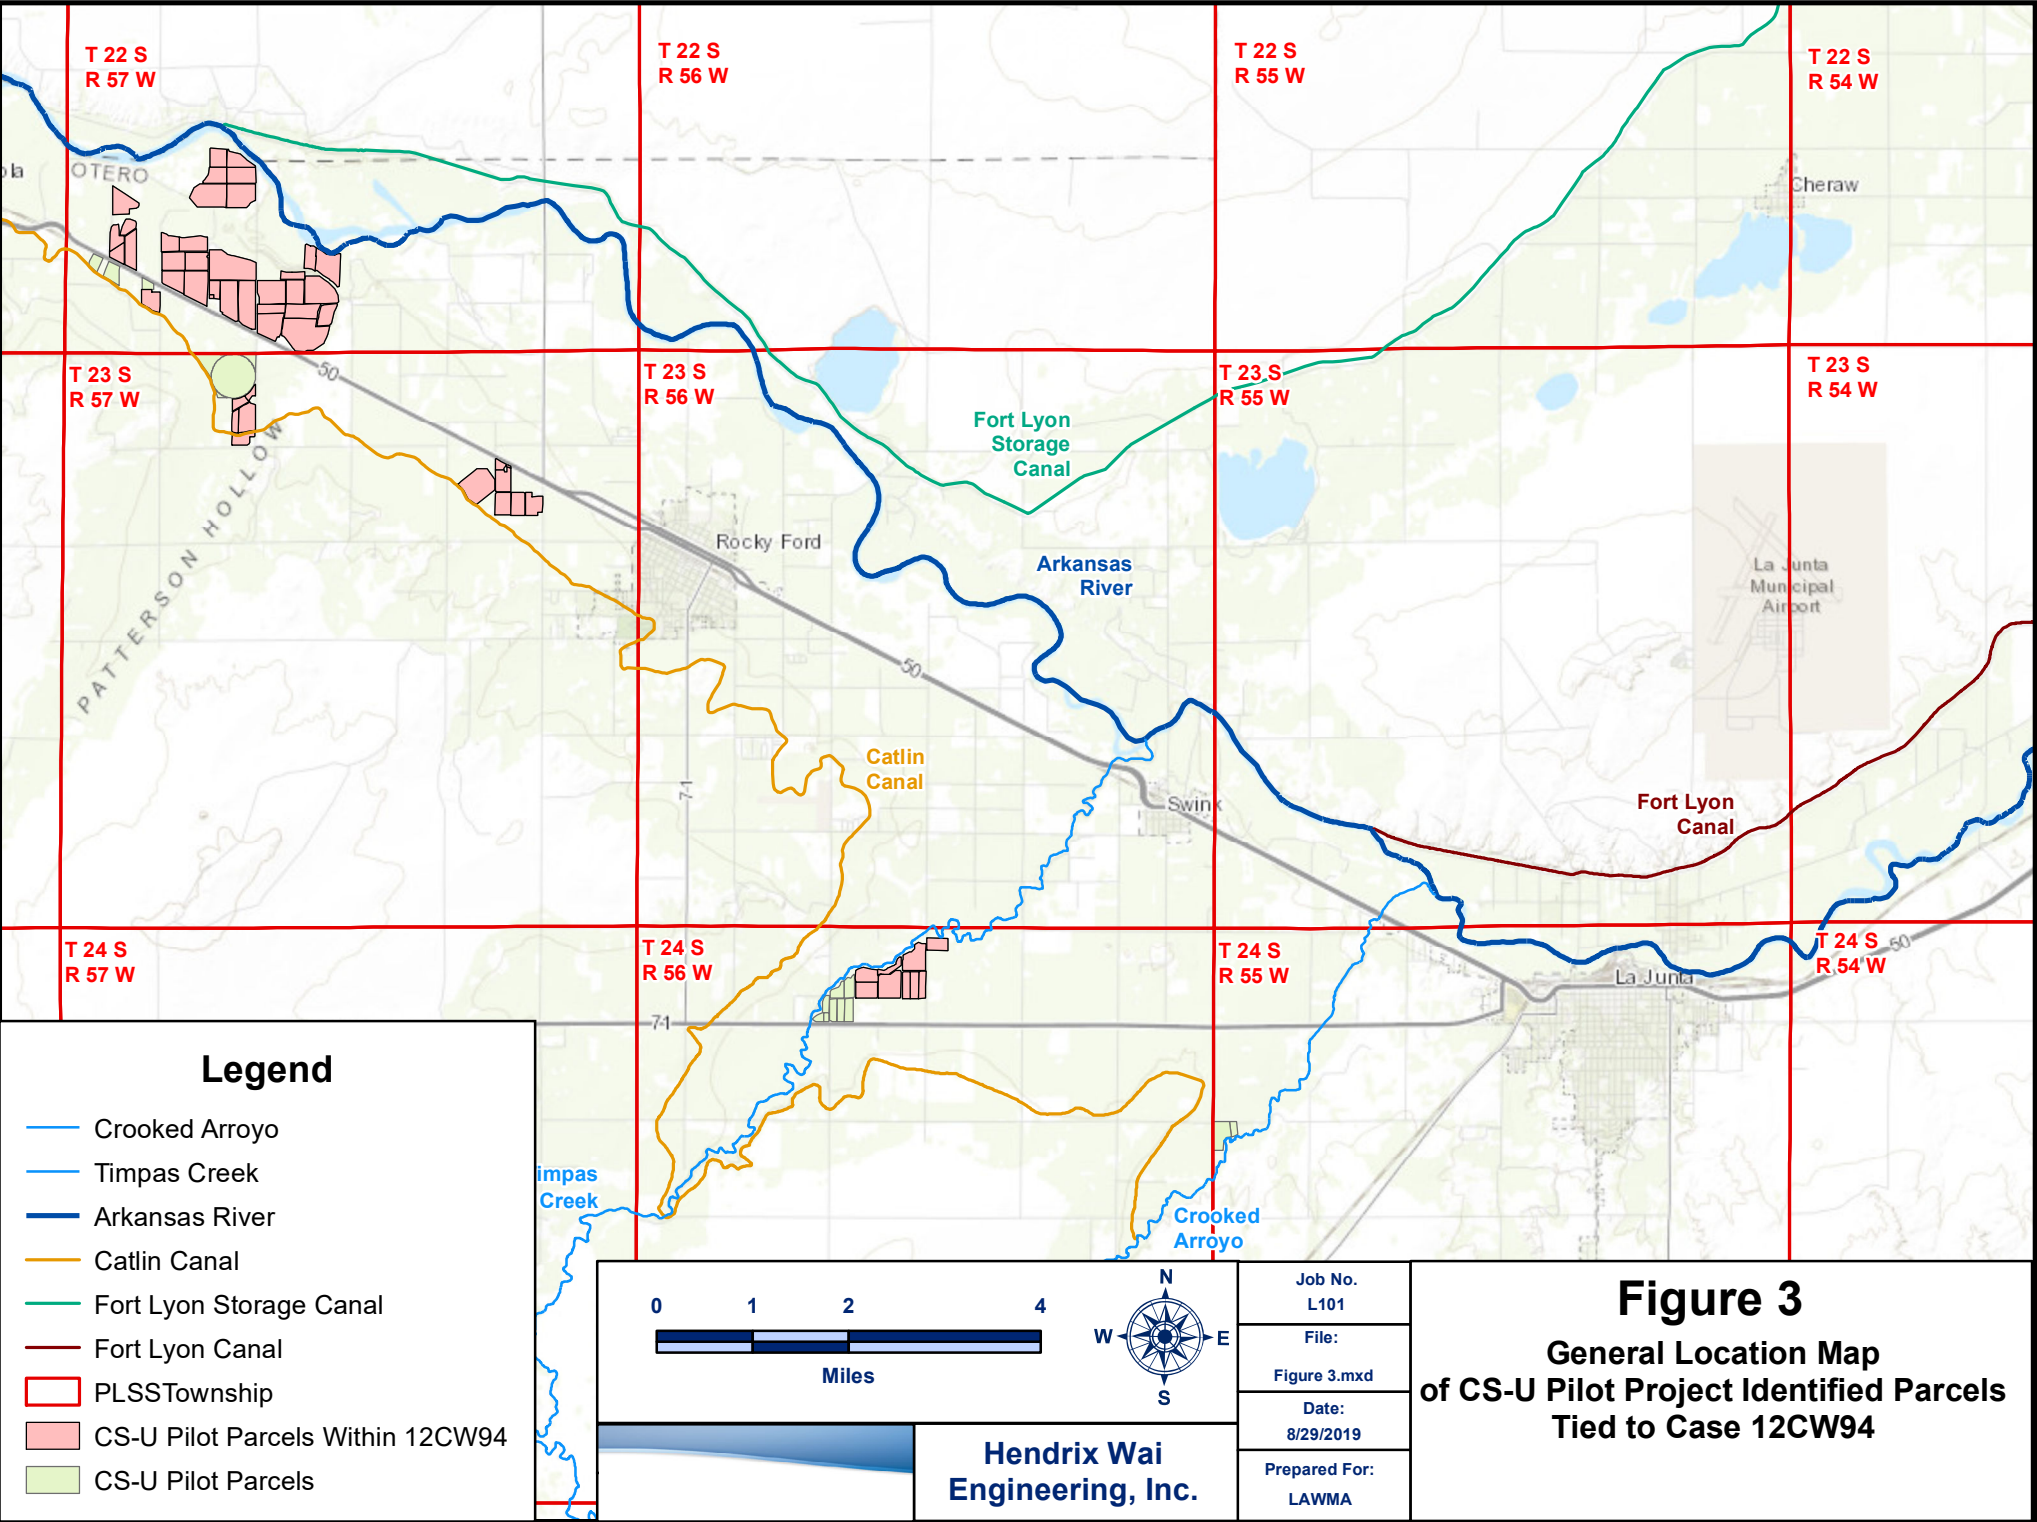 T 22 S
R 57 W
T 22 S
R 56 W
T 22 S
R 55 W
T 22 S
R 54 W
ola
OTERO
Cheraw
50
T 23 S
R 57 W
T 23 S
R 56 W
T 23 S
R 55 W
T 23 S
R 54 W
Fort Lyon
Storage
Canal
PATTERSON HOLLOW
Rocky Ford
Arkansas
River
La Junta
Municipal
Airport
50
Catlin
Canal
71
Swink
Fort Lyon
Canal
T 24 S
R 57 W
T 24 S
R 56 W
T 24 S
R 55 W
T 24 S
R 54 W
50
La Junta
71
impas
Creek
Crooked
Arroyo
Legend
Crooked Arroyo
Timpas Creek
Arkansas River
Catlin Canal
Fort Lyon Storage Canal
Fort Lyon Canal
PLSSTownship
CS-U Pilot Parcels Within 12CW94
CS-U Pilot Parcels
0 1 2 4
Miles
N
W E
S
Hendrix Wai
Engineering, Inc.
Job No.
L101
File:
Figure 3.mxd
Date:
8/29/2019
Prepared For:
LAWMA
Figure 3
General Location Map
of CS-U Pilot Project Identified Parcels
Tied to Case 12CW94